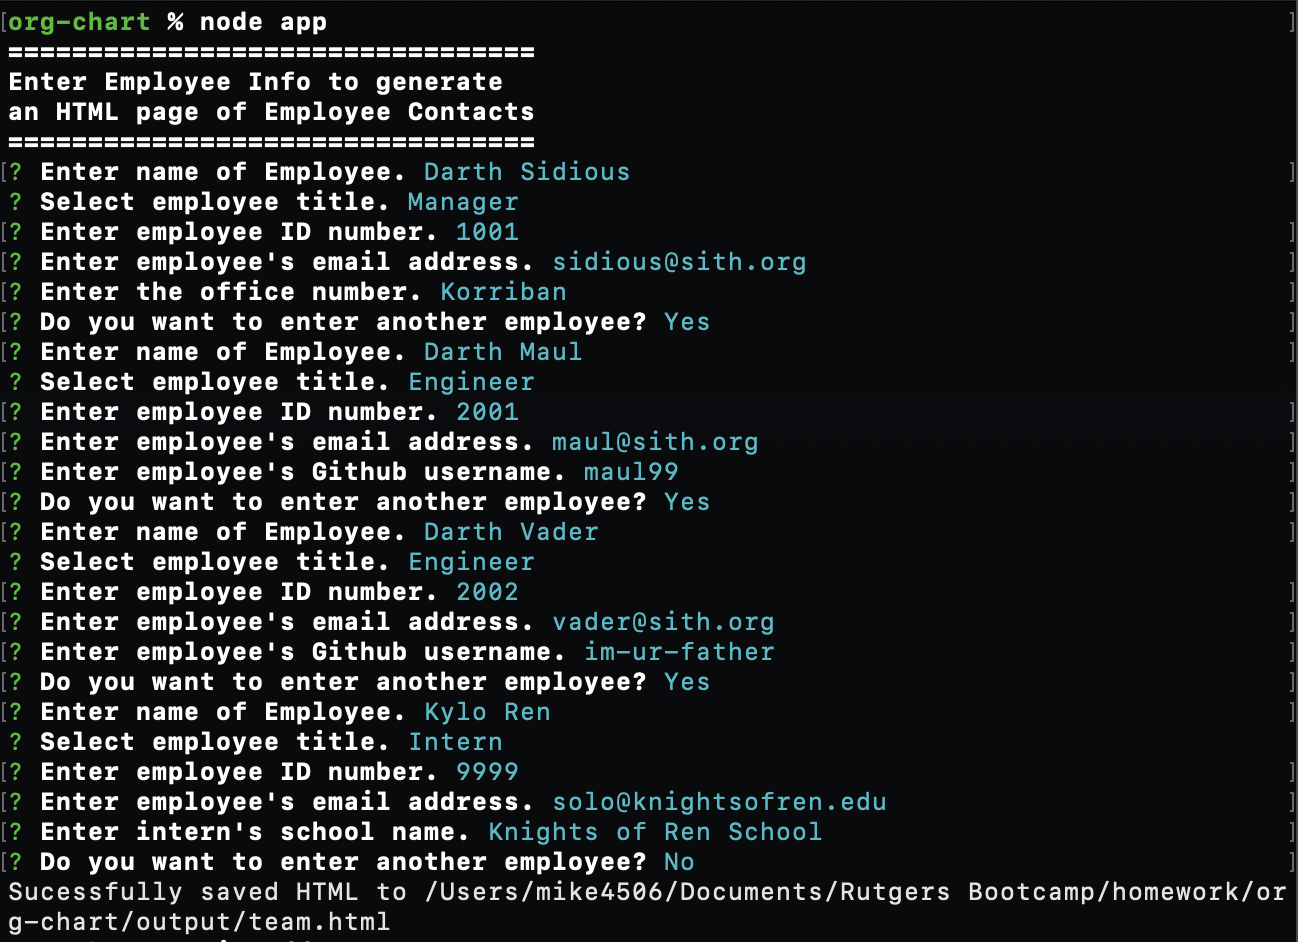 [org-chart % node app ]
=================================
Enter Employee Info to generate
an HTML page of Employee Contacts
=================================
[? Enter name of Employee. Darth Sidious ]
? Select employee title. Manager
[? Enter employee ID number. 1001 ]
[? Enter employee's email address. sidious@sith.org ]
[? Enter the office number. Korriban ]
[? Do you want to enter another employee? Yes ]
[? Enter name of Employee. Darth Maul ]
? Select employee title. Engineer
[? Enter employee ID number. 2001 ]
[? Enter employee's email address. maul@sith.org ]
[? Enter employee's Github username. maul99 ]
[? Do you want to enter another employee? Yes ]
[? Enter name of Employee. Darth Vader ]
? Select employee title. Engineer
[? Enter employee ID number. 2002 ]
[? Enter employee's email address. vader@sith.org ]
[? Enter employee's Github username. im-ur-father ]
[? Do you want to enter another employee? Yes ]
[? Enter name of Employee. Kylo Ren ]
? Select employee title. Intern
[? Enter employee ID number. 9999 ]
[? Enter employee's email address. solo@knightsofren.edu ]
[? Enter intern's school name. Knights of Ren School ]
[? Do you want to enter another employee? No ]
Sucessfully saved HTML to /Users/mike4506/Documents/Rutgers Bootcamp/homework/or
g-chart/output/team.html